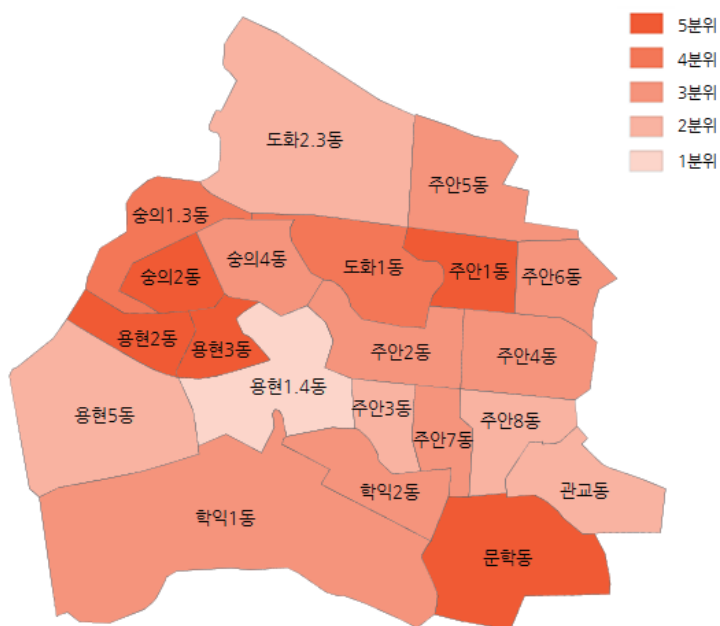 5분위
4분위
3분위
2분위
1분위
도화2.3동
주안5동
숭의1.3동
숭의4동
숭의2동
도화1동
주안1동
주안6동
용현2동
용현3동
주안2동
주안4동
용현1.4동
용현5동
주안3동
주안8동
주안7동
학익2동
관교동
학익1동
문학동